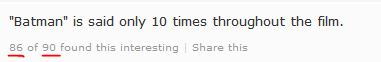 "Batman" is said only 10 times throughout the film.
86 of 90 found this interesting | Share this